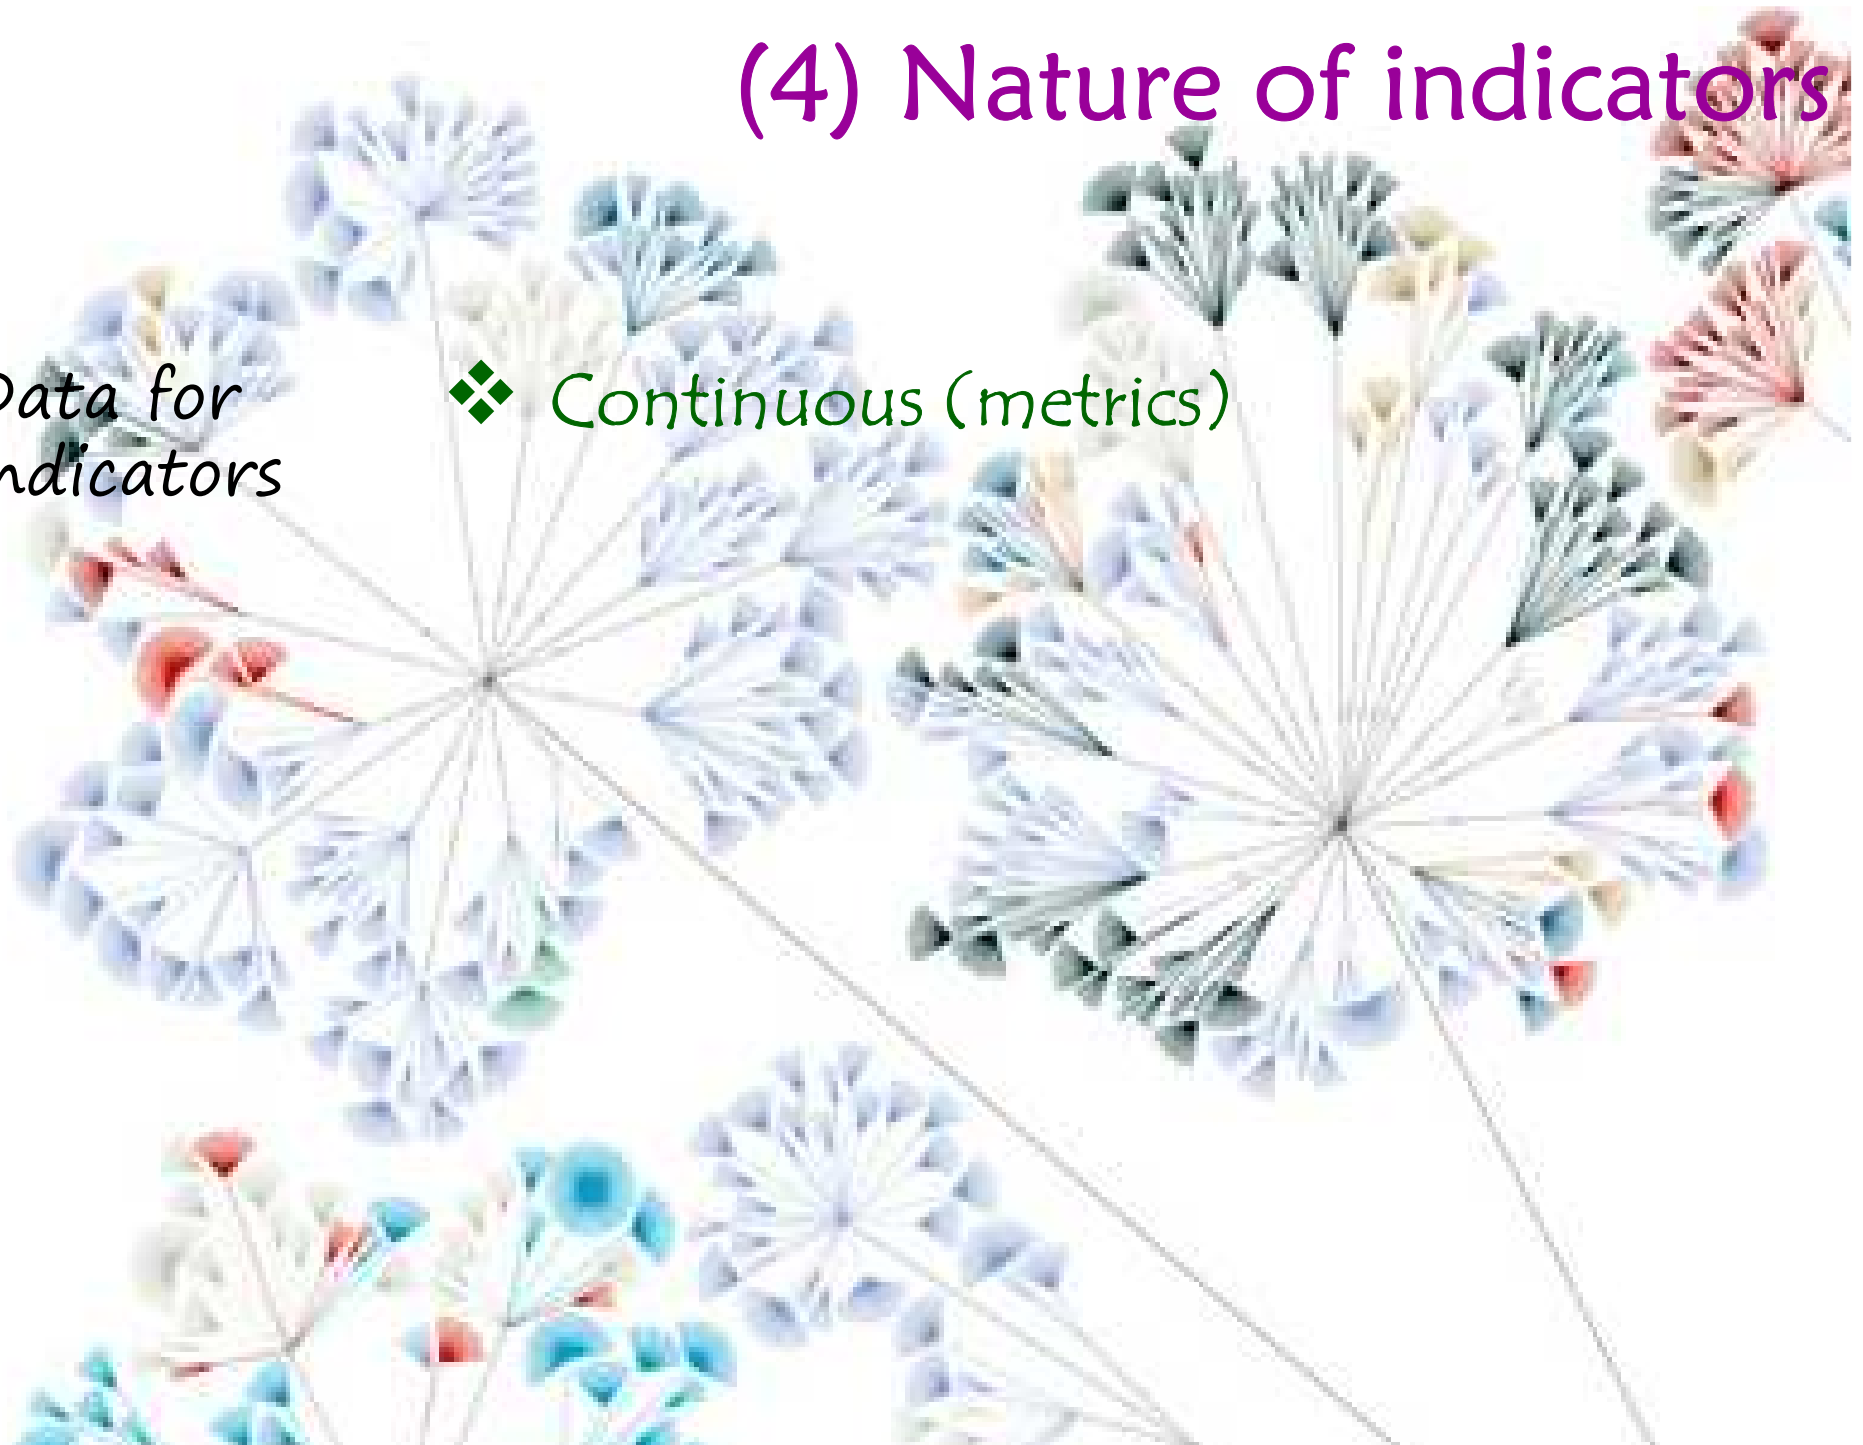 (4) Nature of indicators
Data for
❖ Continuous (metrics)
ndicators